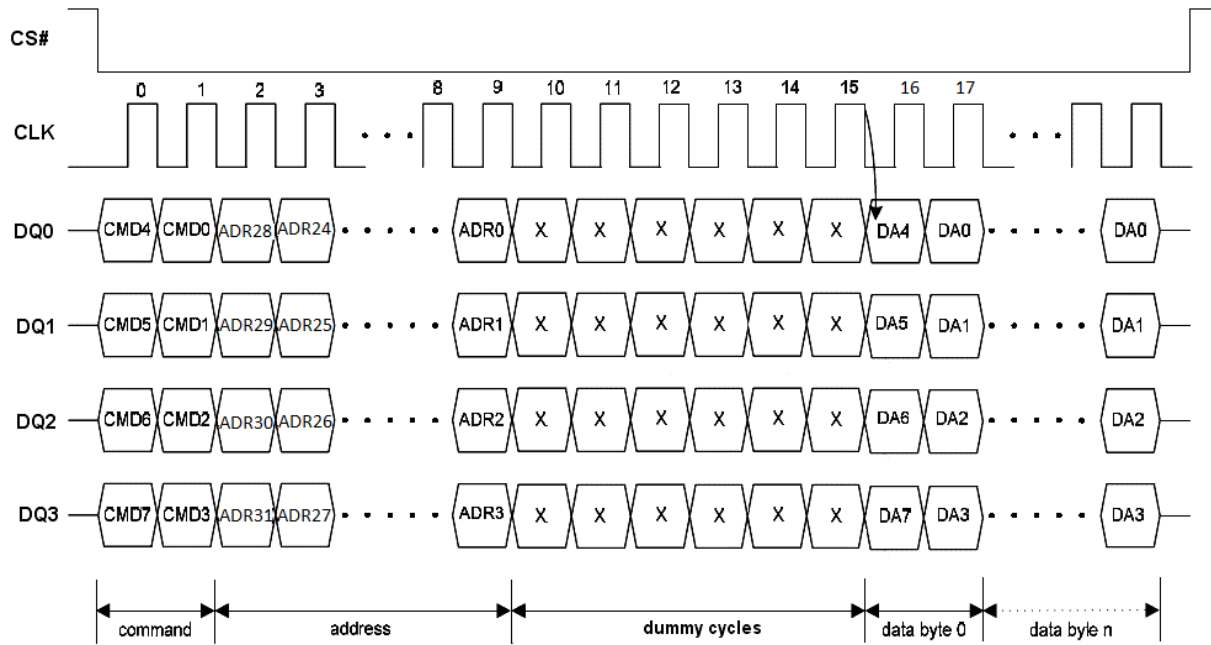 CS#
0 1 2 3 8 9 10 11 12 13 14 15 16 17
CLK
DQ0 CMD4 CMD0 ADR28 ADR24 ADR0 X X X X X X DA4 DA0 DA0
DQ1 CMD5 CMD1 ADR29 ADR25 ADR1 X X X X X X DA5 DA1 DA1
DQ2 CMD6 CMD2 ADR30 ADR26 ADR2 X X X X X X DA6 DA2 DA2
DQ3 CMD7 CMD3 ADR31 ADR27 ADR3 X X X X X X DA7 DA3 DA3
command address dummy cycles data byte 0 data byle n